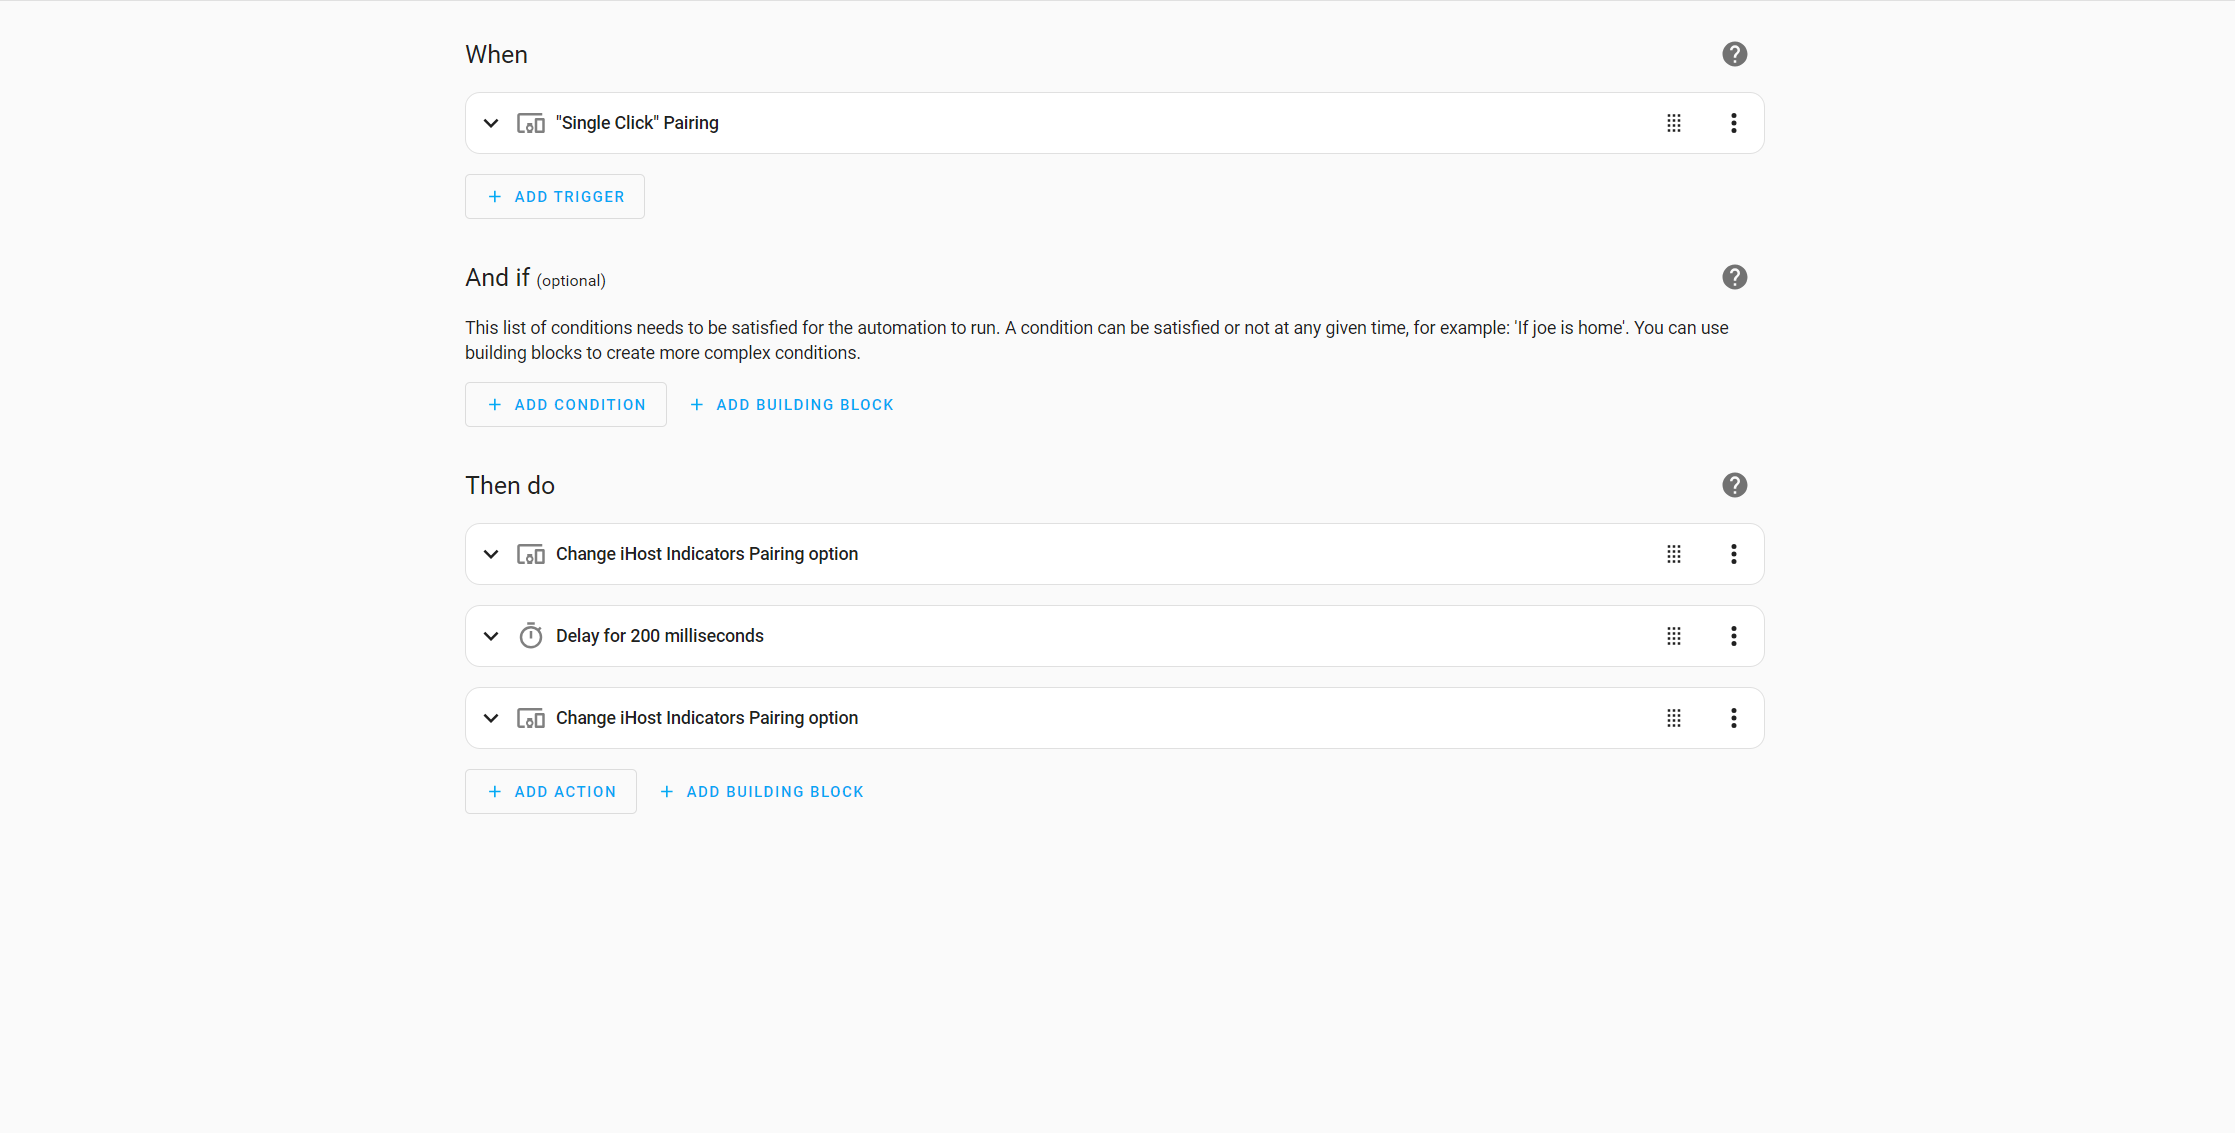 When
"Single Click" Pairing
ADD TRIGGER
And if (optional)
This list of conditions needs to be satisfied for the automation to run. A condition can be satisfied or not at any given time, for example: 'If joe is home'. You can use
building blocks to create more complex conditions.
ADD CONDITION ADD BUILDING BLOCK
Then do
Change iHost Indicators Pairing option
Delay for 200 milliseconds
Change iHost Indicators Pairing option
ADD ACTION ADD BUILDING BLOCK